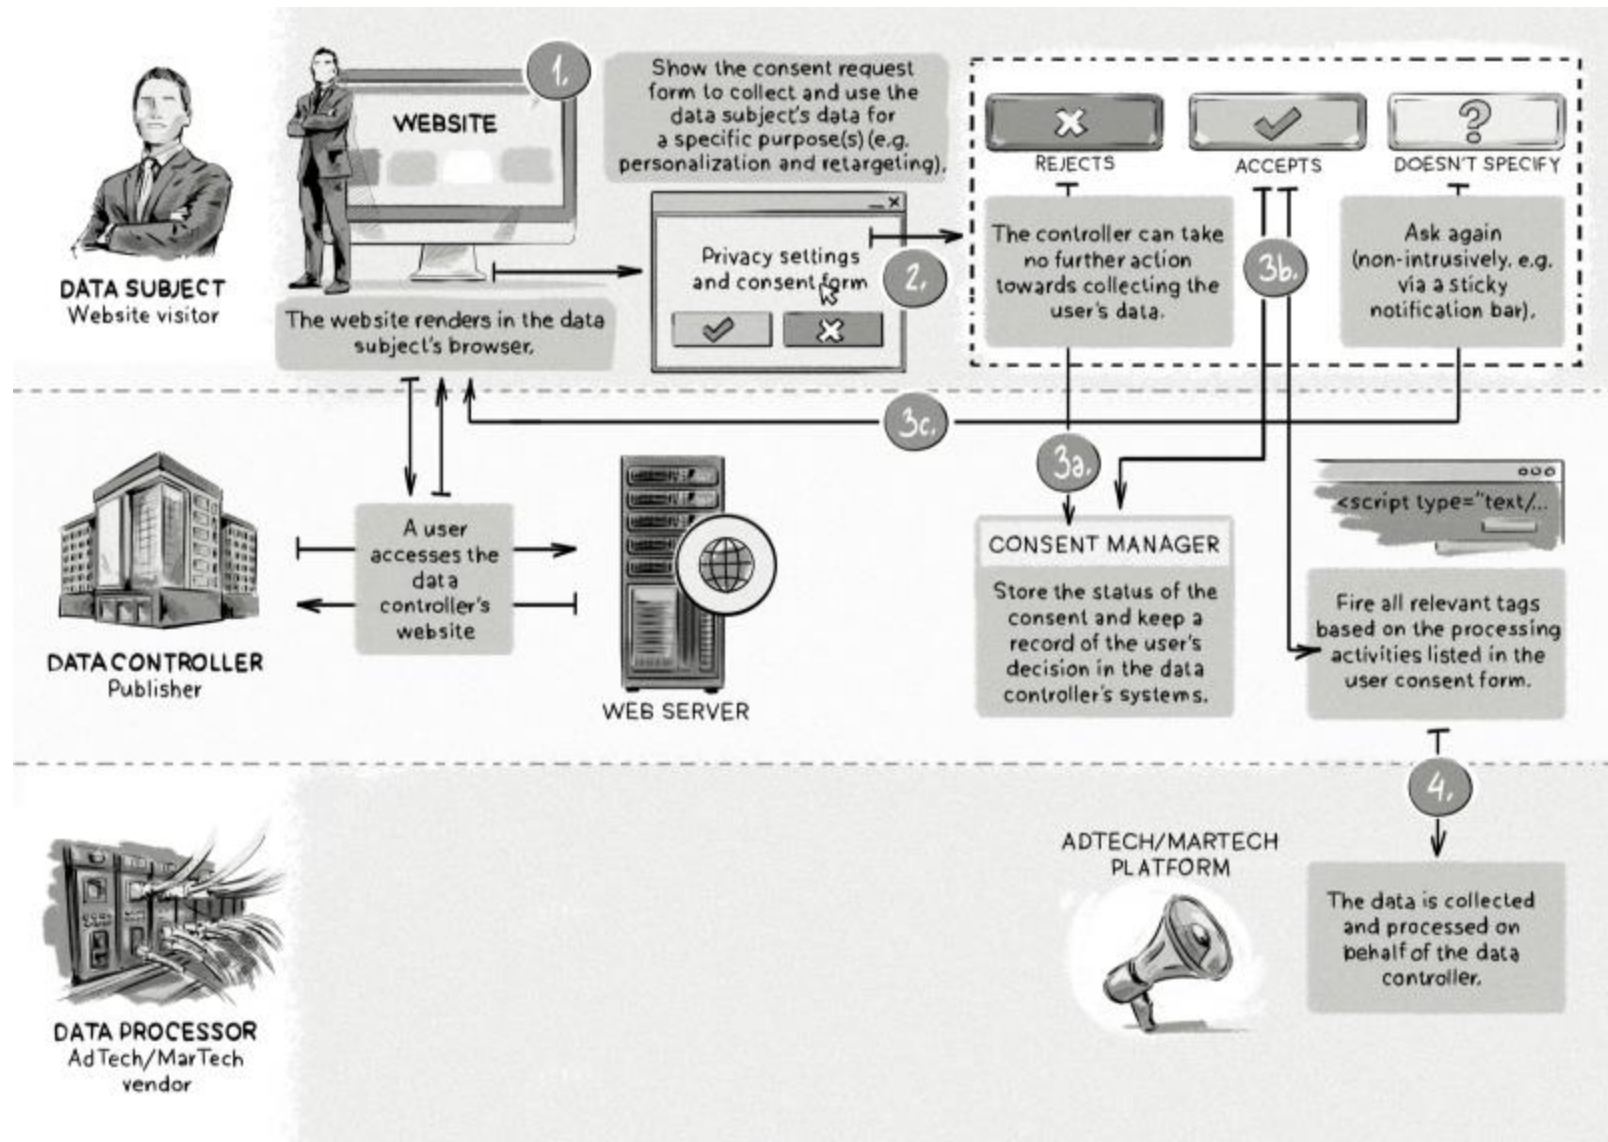 1.
WEBSITE
Show the consent request
form to collect and use the
data subject's data for
a specific purpose(s) (e.g.
personalization and retargeting).
REJECTS
ACCEPTS
DOESN'T SPECIFY
DATA SUBJECT
Website visitor
The website renders in the data
subject's browser.
Privacy settings
and consent form
2.
The controller can take
no further action
towards collecting the
user's data.
3b.
Ask again
(non-intrusively, e.g.
via a sticky
notification bar).
3c.
3a.
DATA CONTROLLER
Publisher
A user
accesses the
data
controller's
website
WEB SERVER
CONSENT MANAGER
Store the status of the
consent and keep a
record of the user's
decision in the data
controller's systems.
<script type="text/...
Fire all relevant tags
based on the processing
activities listed in the
user consent form.
4.
DATA PROCESSOR
AdTech/MarTech
vendor
ADTECH/MARTECH
PLATFORM
The data is collected
and processed on
behalf of the data
controller.